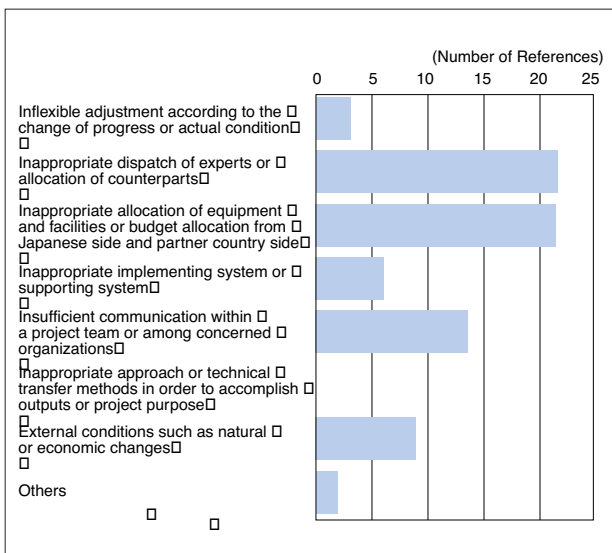 (Number of References)
0 5 10 15 20 25
Inflexible adjustment according to the □
change of progress or actual condition□
□
Inappropriate dispatch of experts or □
allocation of counterparts□
□
Inappropriate allocation of equipment □
and facilities or budget allocation from □
Japanese side and partner country side□
□
Inappropriate implementing system or □
supporting system□
□
Insufficient communication within □
a project team or among concerned □
organizations□
□
Inappropriate approach or technical □
transfer methods in order to accomplish □
outputs or project purpose□
□
External conditions such as natural □
or economic changes□
□
Others
□
□